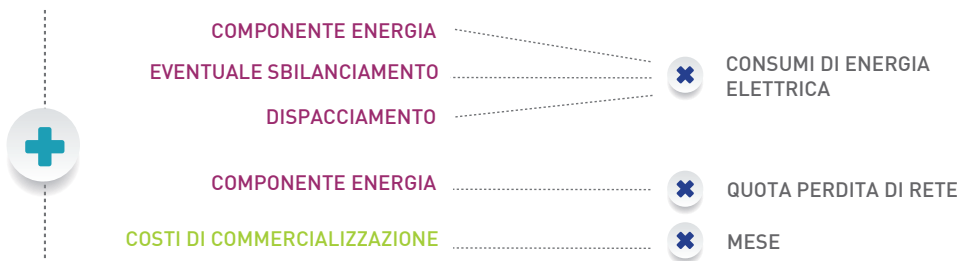 COMPONENTE ENERGIA
EVENTUALE SBILANCIAMENTO
DISPACCIAMENTO
CONSUMI DI ENERGIA
ELETTRICA
COMPONENTE ENERGIA
QUOTA PERDITA DI RETE
COSTI DI COMMERCIALIZZAZIONE
MESE